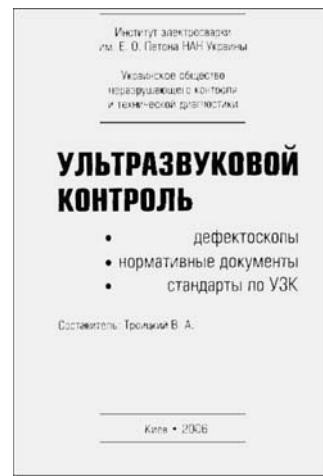 Институт электросварки
им. Е. О. Патона НАН Украины
Украинское общество
неразрушающего контроля
и технической диагностики
УЛЬТРАЗВУКОВОЙ
КОНТРОЛЬ
• дефектоскопы
• нормативные документы
• стандарты по УЗК
Составитель: Троицкий В. А.
Киев • 2006